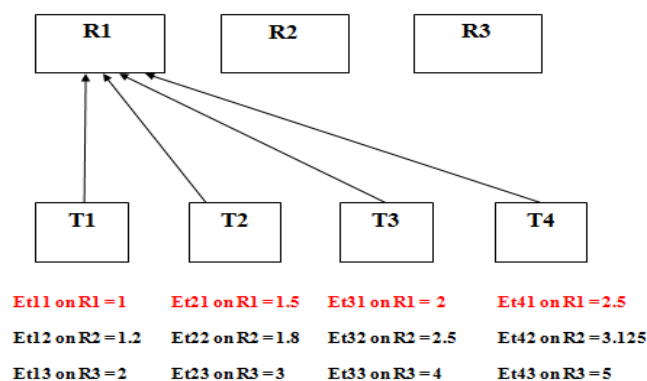 R1 R2 R3
T1 T2 T3 T4
Et11 on R1 = 1 Et21 on R1 = 1.5 Et31 on R1 = 2 Et41 on R1 = 2.5
Et12 on R2 = 1.2 Et22 on R2 = 1.8 Et32 on R2 = 2.5 Et42 on R2 = 3.125
Et13 on R3 = 2 Et23 on R3 = 3 Et33 on R3 = 4 Et43 on R3 = 5